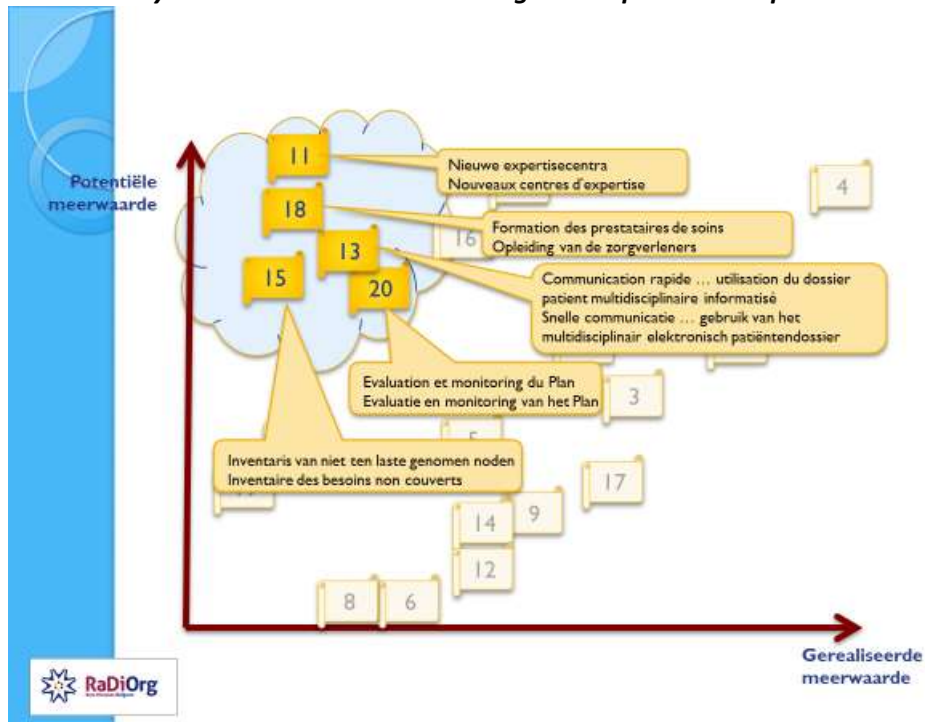 11
Nieuwe expertisecentra
Nouveaux centres d'expertise
4
Potentiële
meerwaarde
18
Formation des prestataires de soins
Opleiding van de zorgverleners
16
13
15
20
Communication rapide … utilisation du dossier
patient multidisciplinaire informatisé
Snelle communicatie … gebruik van het
multidisciplinair elektronisch patiëntendossier
Evaluation et monitoring du Plan
Evaluatie en monitoring van het Plan
3
5
Inventaris van niet ten laste genomen noden
Inventaire des besoins non couverts
17
14
9
12
8
6
Gerealiseerde
meerwaarde
RaDiOrg